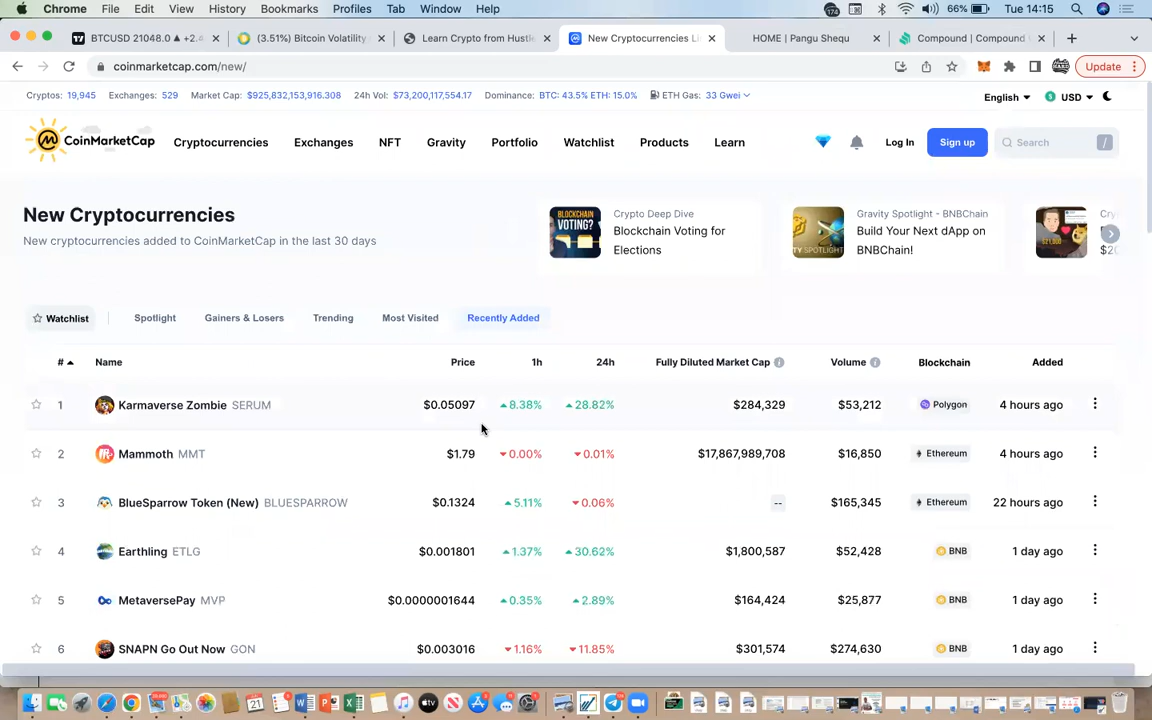 Chrome File Edit View History Bookmarks Profiles Tab Window Help 174 66% Tue 14:15
BTCUSD 21048.0 ▲ +2.4 (3.51%) Bitcoin Volatility Learn Crypto from Hustle New Cryptocurrencies Li HOME | Pangu Shequ Compound | Compound
coinmarketcap.com/new/ Update
Cryptos: 19,945 Exchanges: 529 Market Cap: $925,832,153,916.308 24h Vol: $73,200,117,554.17 Dominance: BTC: 43.5% ETH: 15.0% ETH Gas: 33 Gwei English USD
CoinMarketCap Cryptocurrencies Exchanges NFT Gravity Portfolio Watchlist Products Learn Log In Sign up Search /
New Cryptocurrencies
New cryptocurrencies added to CoinMarketCap in the last 30 days
BLOCKCHAIN VOTING?
Crypto Deep Dive
Blockchain Voting for
Elections
Gravity Spotlight - BNBChain
Build Your Next dApp on
BNBChain!
$21,000
Watchlist Spotlight Gainers & Losers Trending Most Visited Recently Added
# Name Price 1h 24h Fully Diluted Market Cap Volume Blockchain Added
1 Karmaverse Zombie SERUM $0.05097 8.38% 28.82% $284,329 $53,212 Polygon 4 hours ago
2 Mammoth MMT $1.79 0.00% 0.01% $17,867,989,708 $16,850 Ethereum 4 hours ago
3 BlueSparrow Token (New) BLUESPARROW $0.1324 5.11% 0.06% -- $165,345 Ethereum 22 hours ago
4 Earthling ETLG $0.001801 1.37% 30.62% $1,800,587 $52,428 BNB 1 day ago
5 MetaversePay MVP $0.0000001644 0.35% 2.89% $164,424 $25,877 BNB 1 day ago
6 SNAPN Go Out Now GON $0.003016 1.16% 11.85% $301,574 $274,630 BNB 1 day ago